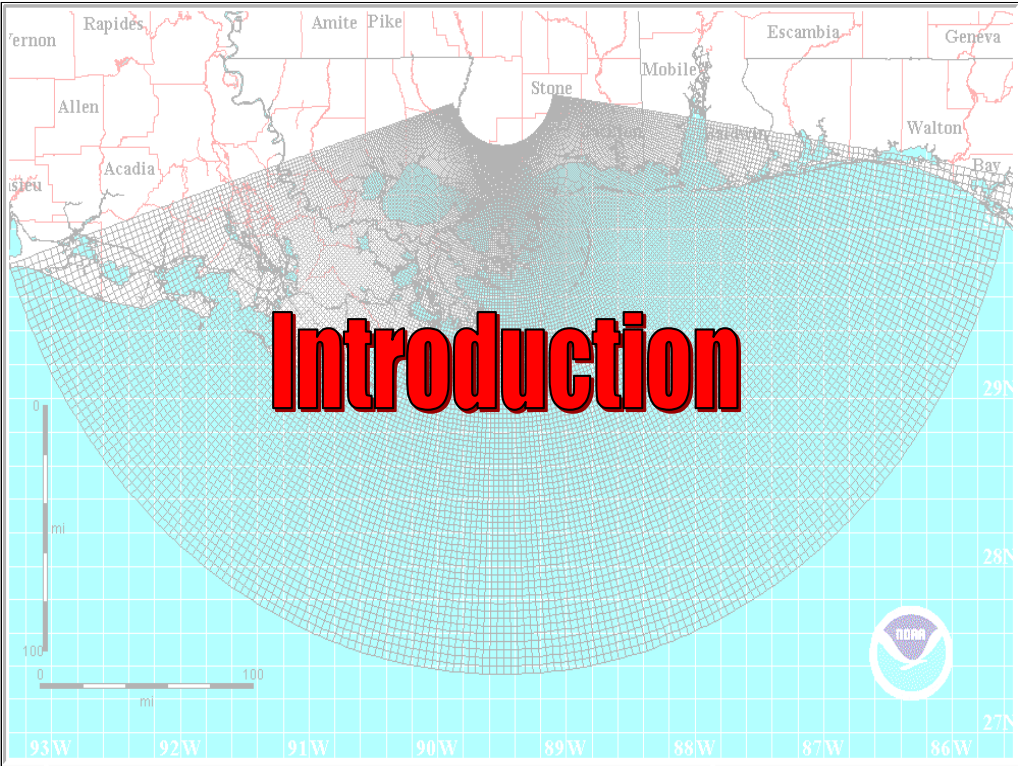 Rapides
Amite Pike
Escambia
Geneva
Mobile
Stone
Allen
Walton
Acadia
Bay
Introduction
29N
0
mi
28N
100
0
100
mi
NOAA
27N
93W 92W 91W 90W 89W 88W 87W 86W